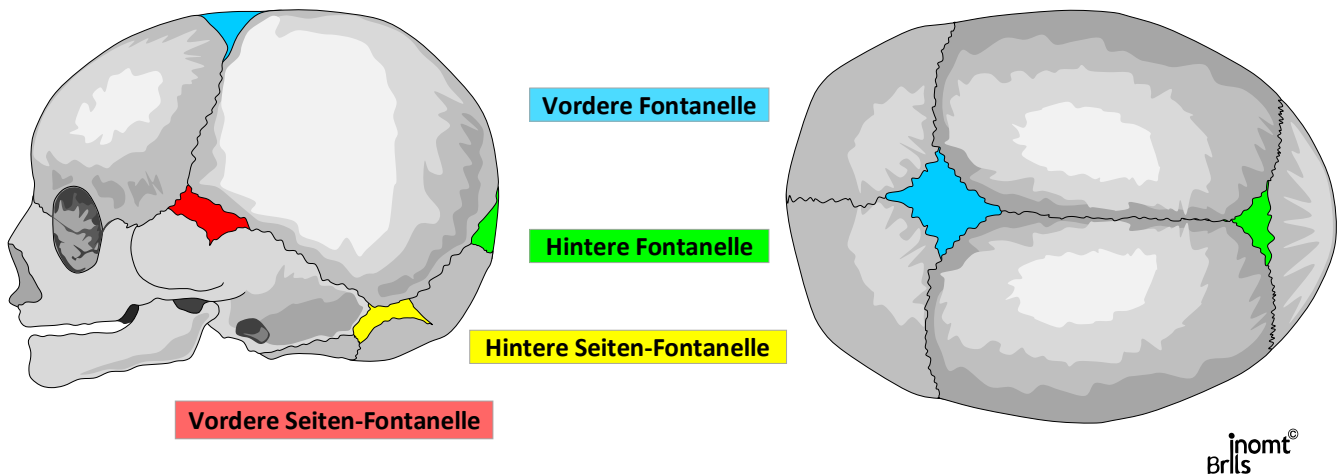 Vordere Fontanelle
Hintere Fontanelle
Hintere Seiten-Fontanelle
Vordere Seiten-Fontanelle
inomt©
Brlls